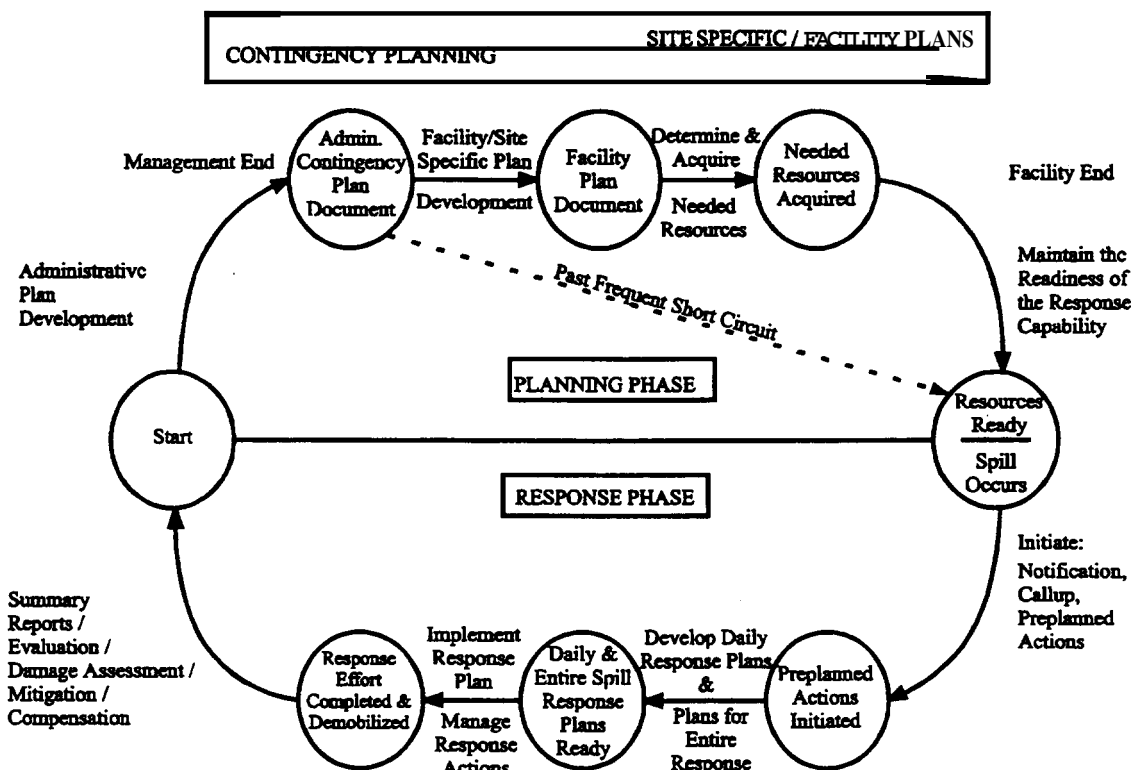 SITE SPECIFIC / FACILITY PLANS
CONTINGENCY PLANNING
Management End
Admin.
Contingency
Plan
Document
Facility/Site
Specific Plan
Development
Facility
Plan
Document
Determine &
Acquire
Needed
Resources
Needed
Resources
Acquired
Facility End
Administrative
Plan
Development
Past Frequent Short Circuit
Maintain the
Readiness of
the Response
Capability
PLANNING PHASE
Start
Resources
Ready
Spill
Occurs
RESPONSE PHASE
Initiate:
Notification,
Callup,
Preplanned
Actions
Summary
Reports /
Evaluation /
Damage Assessment /
Mitigation /
Compensation
Response
Effort
Completed &
Demobilized
Implement
Response
Plan
Manage
Response
Actions
Daily &
Entire Spill
Response
Plans
Ready
Develop Daily
Response Plans
&
Plans for
Entire
Response
Preplanned
Actions
Initiated